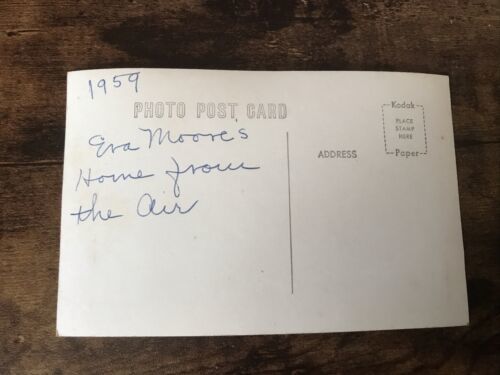 1959
PHOTO POST CARD
Eva Moore's
Home from
the Air
ADDRESS
Kodak
PLACE
STAMP
HERE
Paper